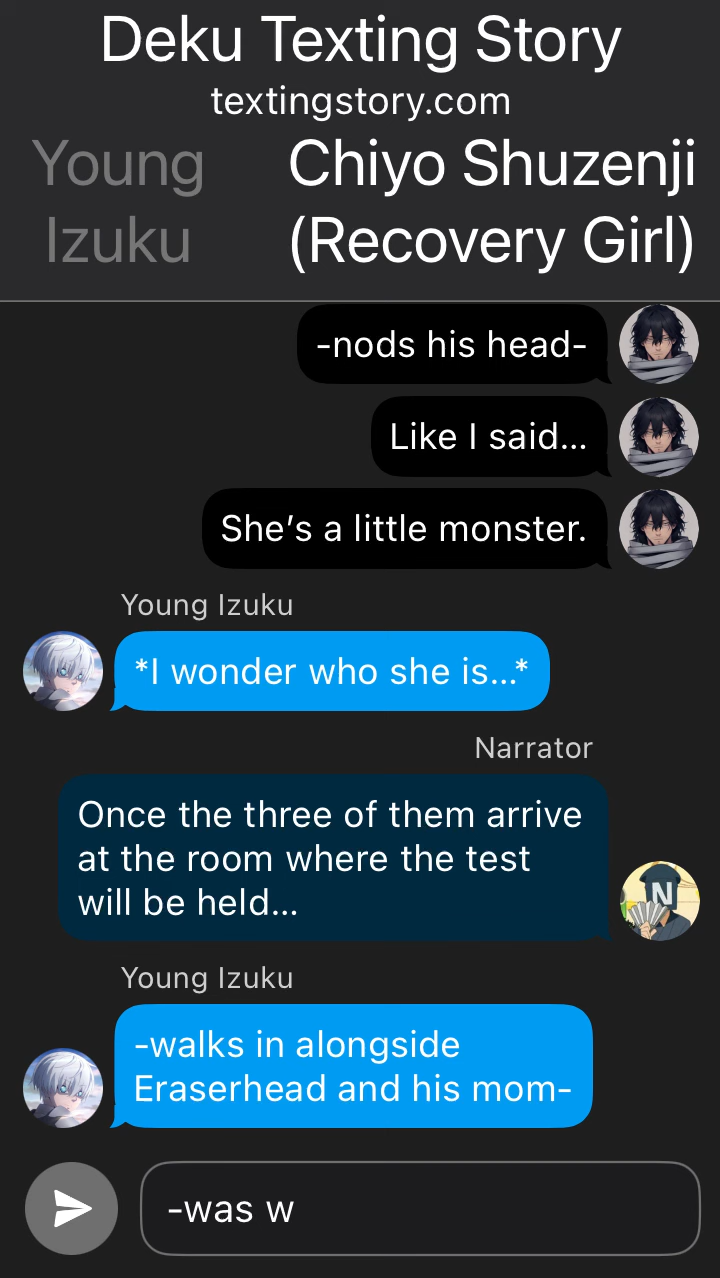 Deku Texting Story
textingstory.com
Young
Izuku
Chiyo Shuzenji
(Recovery Girl)
-nods his head-
Like I said...
She’s a little monster.
Young Izuku
*I wonder who she is...*
Narrator
Once the three of them arrive
at the room where the test
will be held...
N
Young Izuku
-walks in alongside
Eraserhead and his mom-
-was w